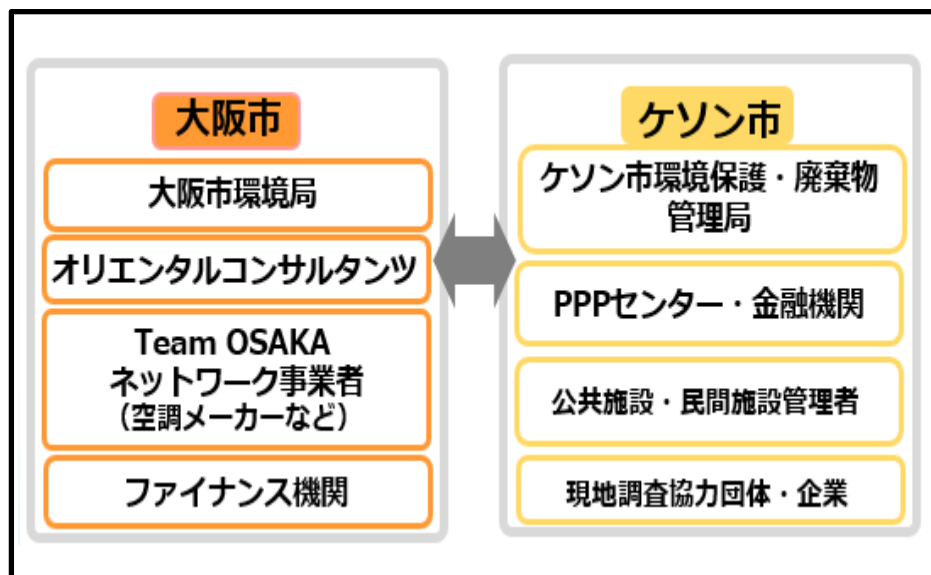 大阪市
大阪市環境局
オリエンタルコンサルタンツ
Team OSAKA
ネットワーク事業者
（空調メーカーなど）
ファイナンス機関
ケソン市
ケソン市環境保護・廃棄物
管理局
PPPセンター・金融機関
公共施設・民間施設管理者
現地調査協力団体・企業